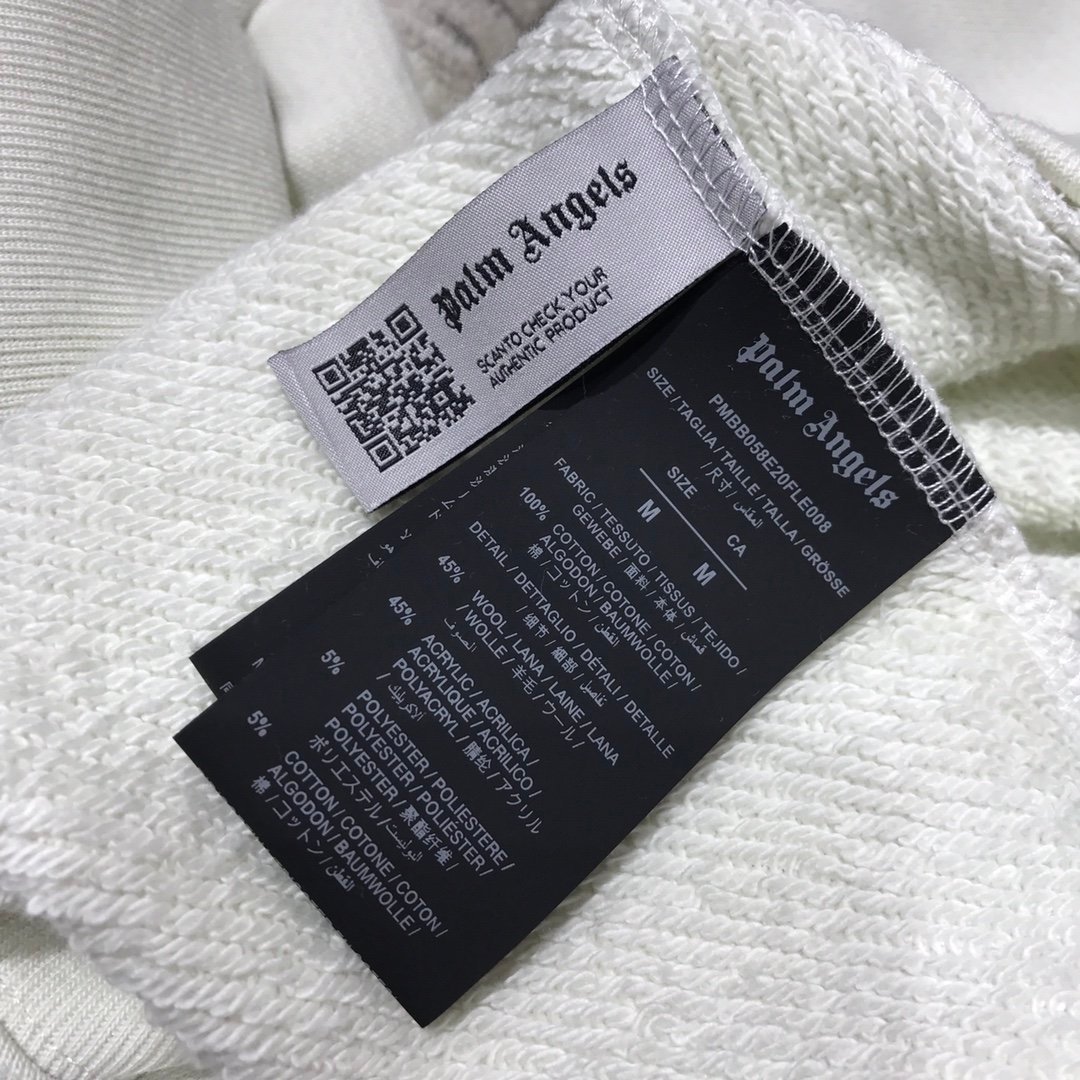 Palm Angels
SCAN TO CHECK YOUR
AUTHENTIC PRODUCT
Palm Angels
PMBB058E20FLE008
SIZE / TAGLIA / TAILLE / TALLA / GRÖSSE
/ 尺寸 / المقاس
SIZE CA
M M
FABRIC / TESSUTO / TISSUS / TEJIDO /
GEWEBE / 面料 / 本体 / قماش
100% COTTON / COTONE / COTON /
ALGODON / BAUMWOLLE /
棉 / コットン / القطن
DETAIL / DETTAGLIO / DÉTAIL / DETALLE
/ 细节 / 細部 / تفاصيل
45% WOOL / LANA / LAINE / LANA
/ WOLLE / 羊毛 / ウール /
الصوف
45% ACRYLIC / ACRILICA /
ACRYLIQUE / ACRILICO /
POLYACRYL / 腈纶 / アクリル
/ الاكريليك
5% POLYESTER / POLIESTERE /
POLYESTER / POLIESTER /
POLYESTER / 聚酯纤维 /
ポリエステル / البوليستر
5% COTTON / COTONE / COTON /
ALGODON / BAUMWOLLE /
棉 / コットン / القطن